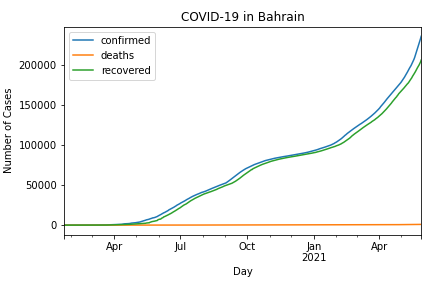 COVID-19 in Bahrain
confirmed
deaths
recovered
Number of Cases
200000
150000
100000
50000
0
Apr
Jul
Oct
Jan
2021
Apr
Day